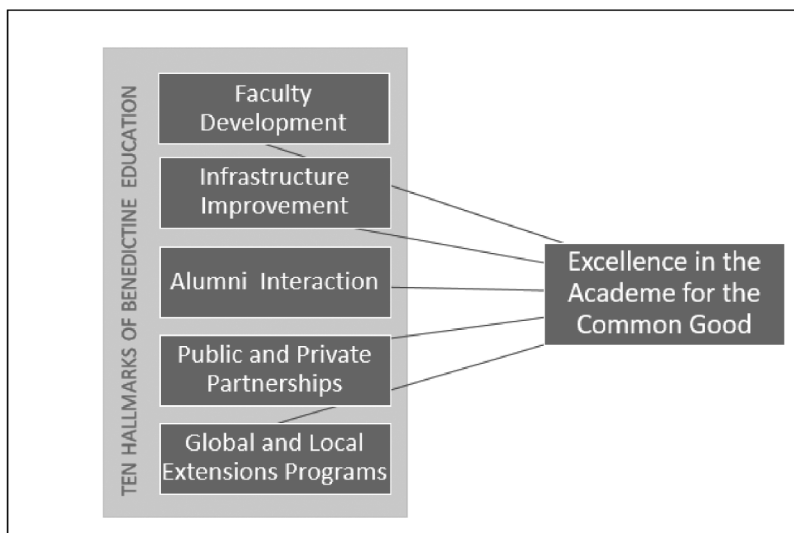 TEN HALLMARKS OF BENEDICTINE EDUCATION
Faculty
Development
Infrastructure
Improvement
Alumni Interaction
Public and Private
Partnerships
Global and Local
Extensions Programs
Excellence in the
Academe for the
Common Good